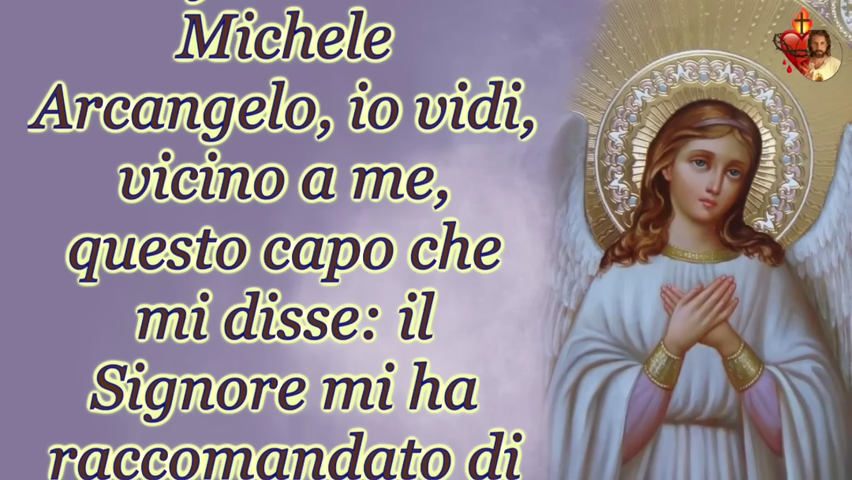 Michele
Arcangelo, io vidi,
vicino a me,
questo capo che
mi disse: il
Signore mi ha
raccomandato di